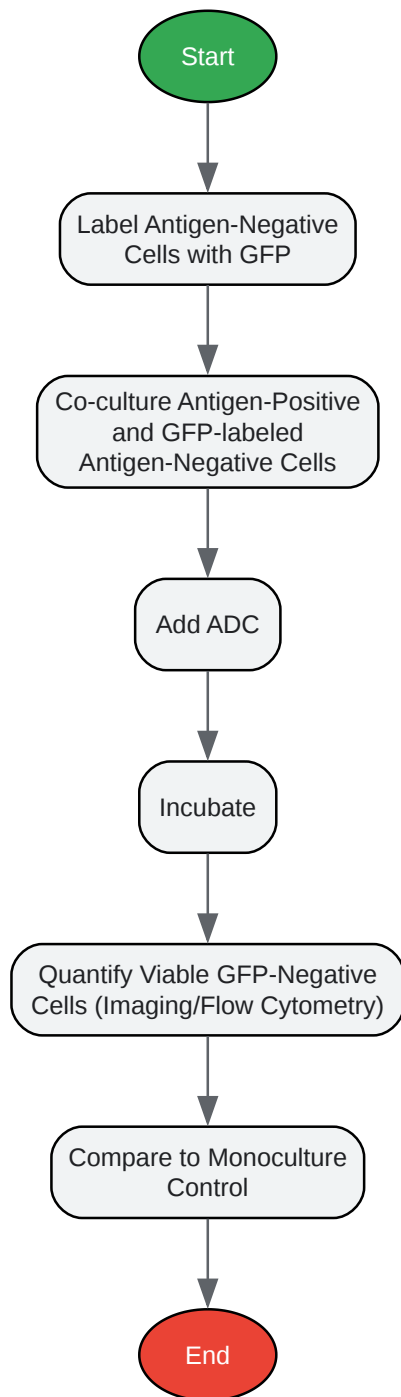 Start
Label Antigen-Negative
Cells with GFP
Co-culture Antigen-Positive
and GFP-labeled
Antigen-Negative Cells
Add ADC
Incubate
Quantify Viable GFP-Negative
Cells (Imaging/Flow Cytometry)
Compare to Monoculture
Control
End